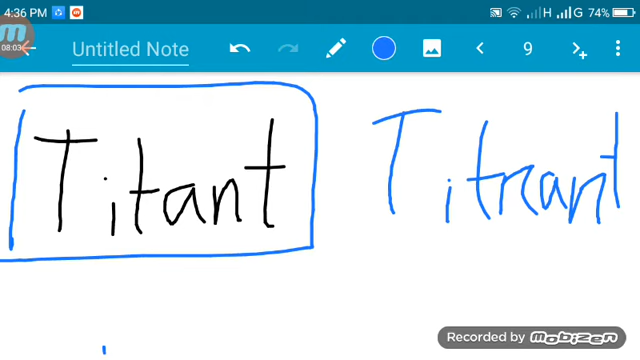 4:36 PM H G 74%
08:03 Untitled Note 9
Titant Titrant
Recorded by mobizen